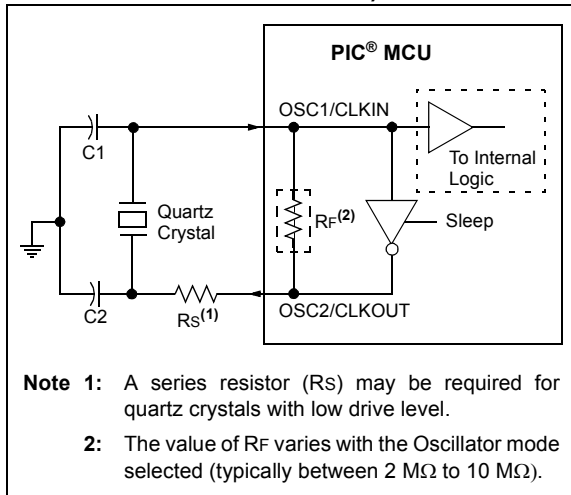 PIC® MCU
OSC1/CLKIN
C1
To Internal
Logic
Quartz
Crystal
RF(2)
Sleep
C2
RS(1)
OSC2/CLKOUT
Note 1: A series resistor (RS) may be required for
quartz crystals with low drive level.
2: The value of RF varies with the Oscillator mode
selected (typically between 2 MΩ to 10 MΩ).